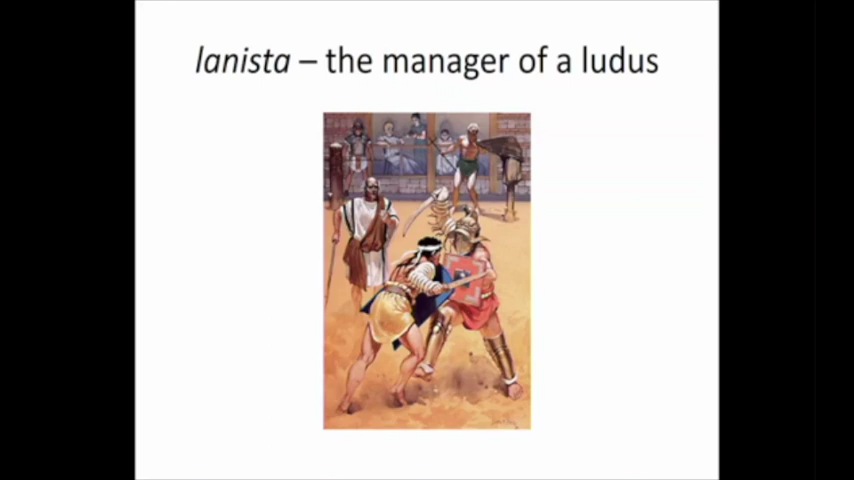 lanista – the manager of a ludus